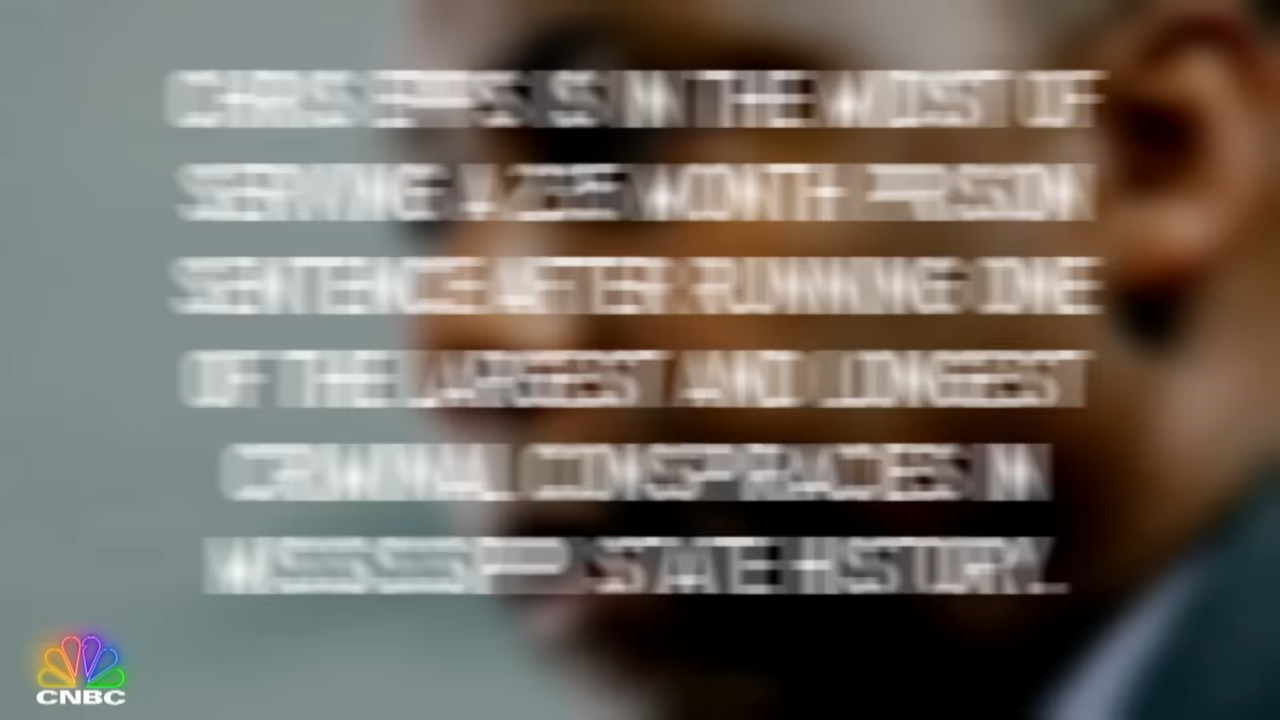 CHRIS EPPS IS IN THE MIDST OF
SERVING A 235 MONTH PRISON
SENTENCE AFTER RUNNING ONE
OF THE LARGEST AND LONGEST
CRIMINAL CONSPIRACIES IN
MISSISSIPPI STATE HISTORY.
CNBC